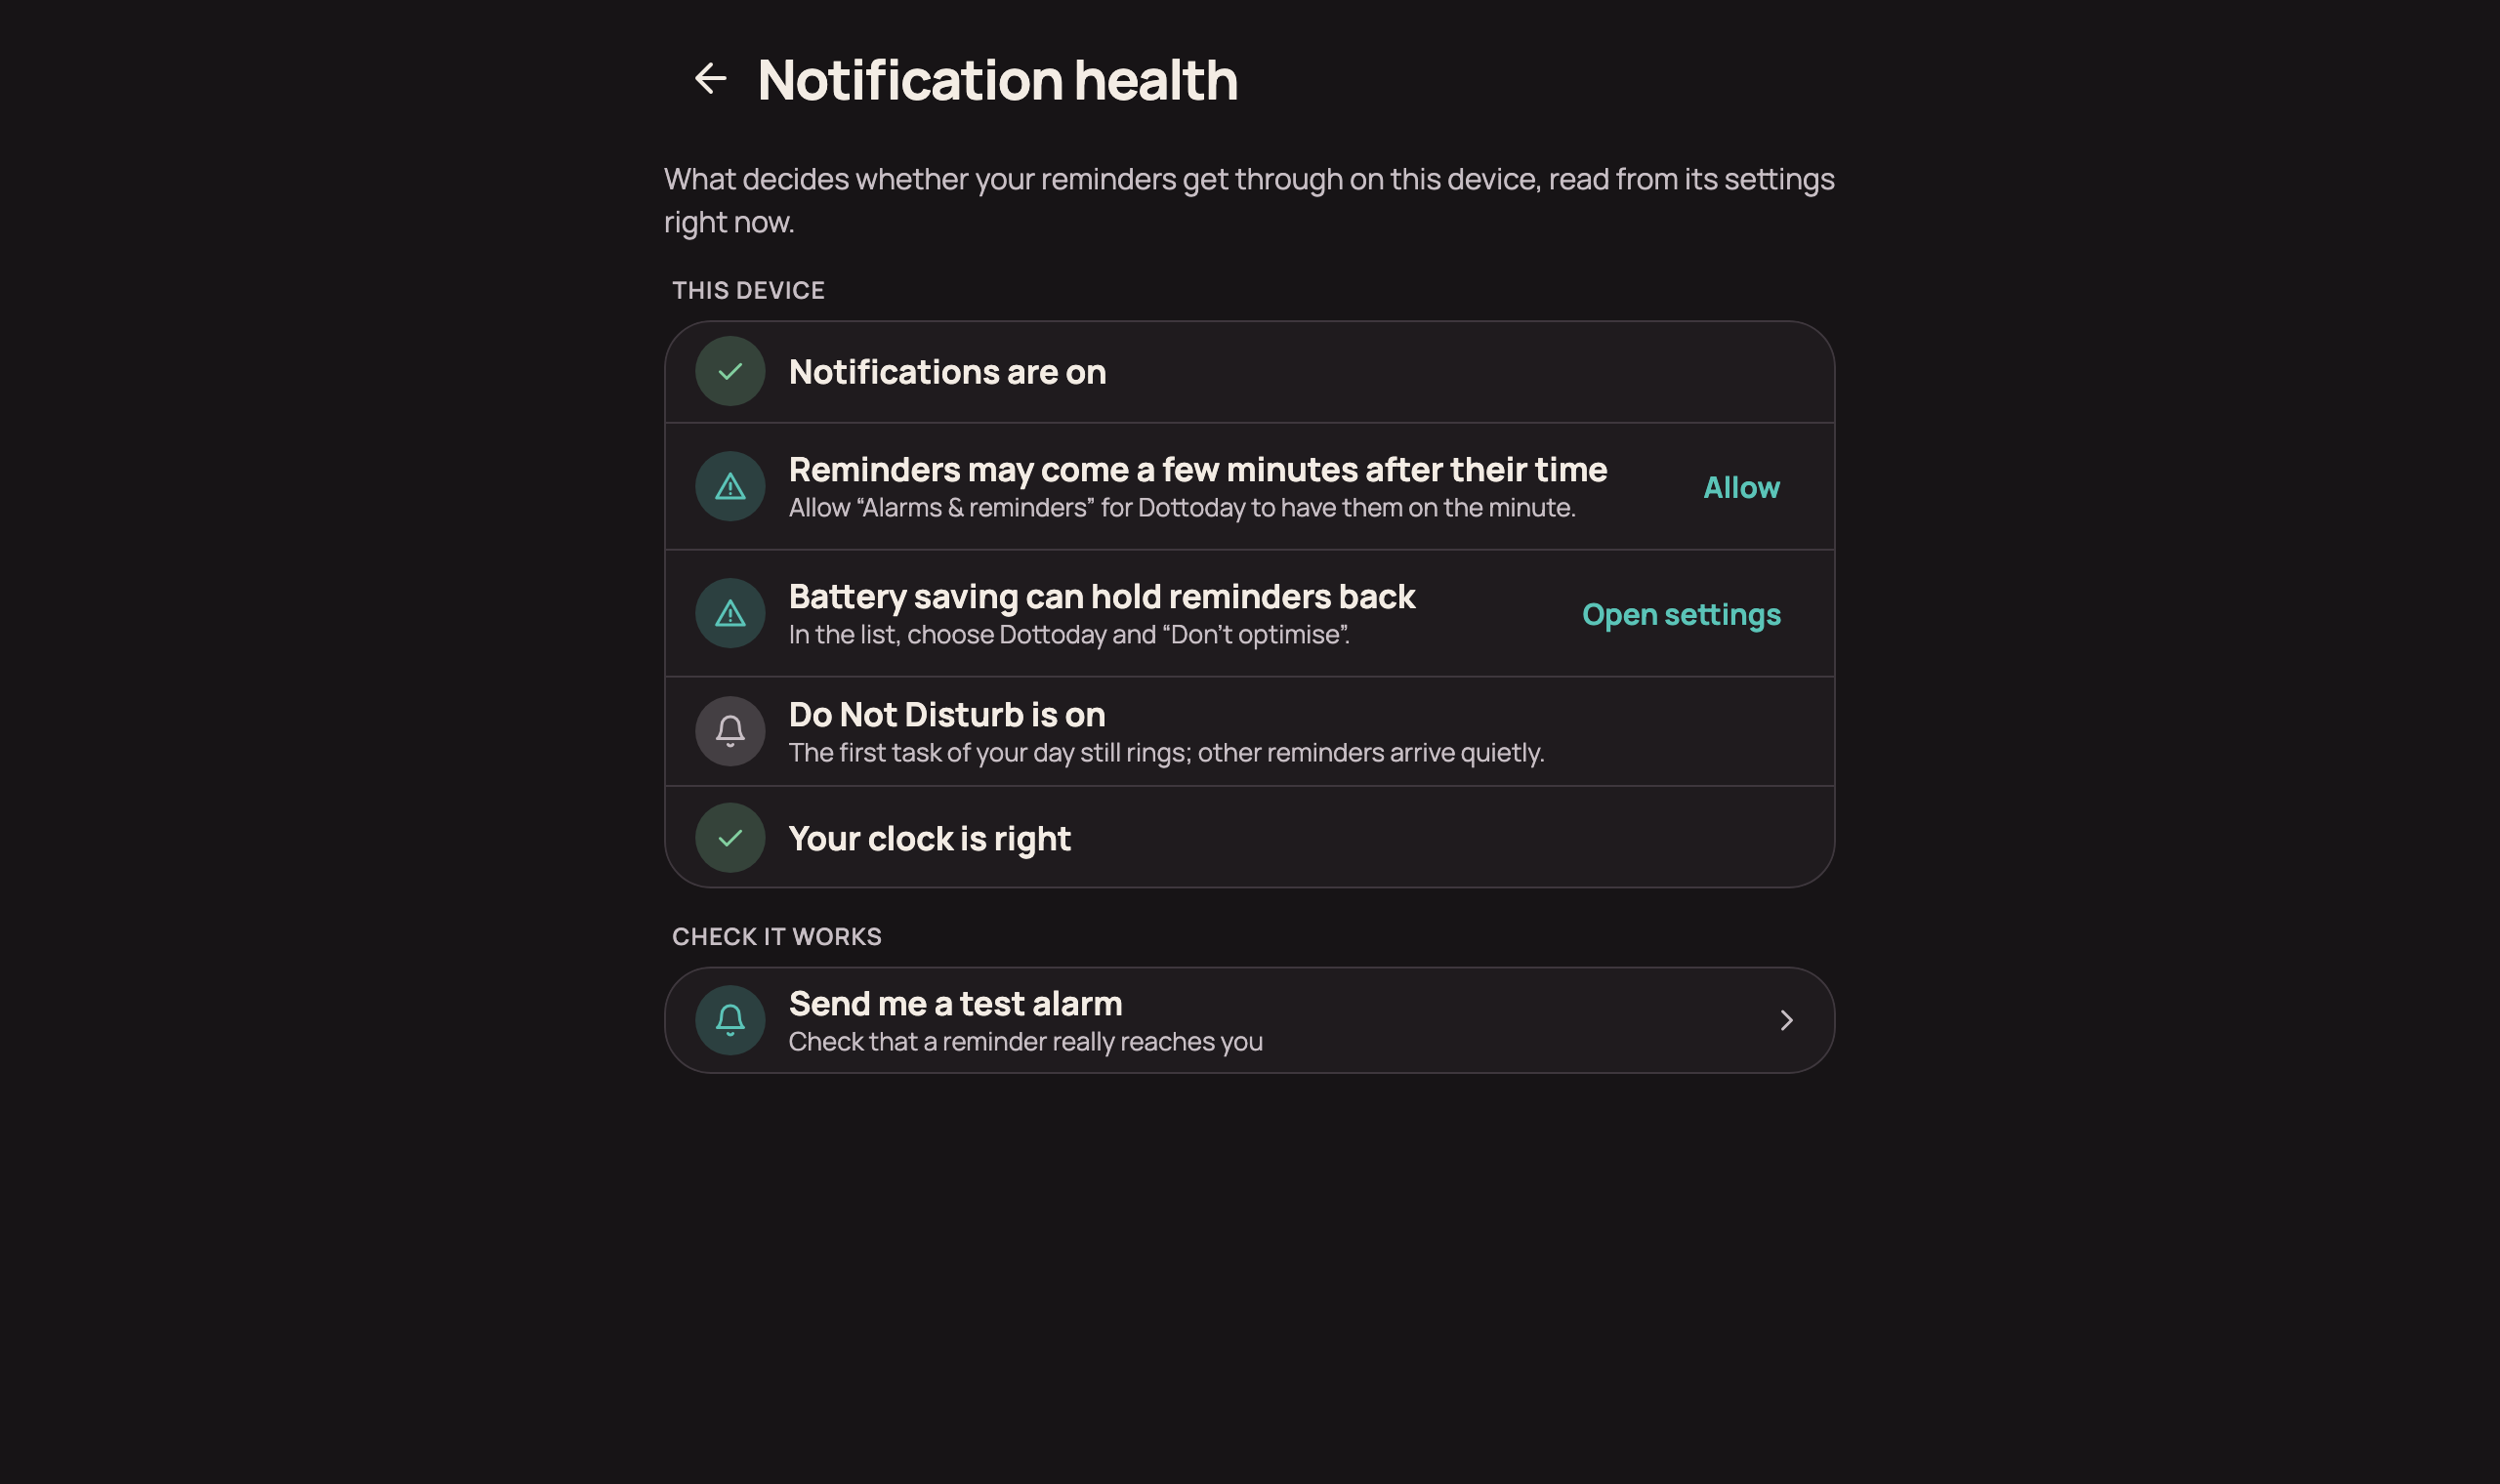 Notification health
What decides whether your reminders get through on this device, read from its settings
right now.
THIS DEVICE
Notifications are on
Reminders may come a few minutes after their time
Allow “Alarms & reminders” for Dottoday to have them on the minute.
Allow
Battery saving can hold reminders back
In the list, choose Dottoday and “Don’t optimise”.
Open settings
Do Not Disturb is on
The first task of your day still rings; other reminders arrive quietly.
Your clock is right
CHECK IT WORKS
Send me a test alarm
Check that a reminder really reaches you